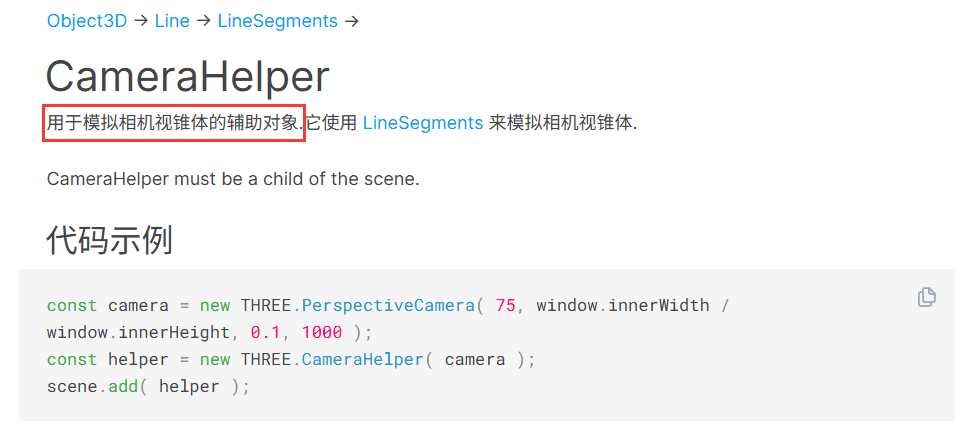 Object3D → Line → LineSegments →
CameraHelper
用于模拟相机视锥体的辅助对象.它使用 LineSegments 来模拟相机视锥体.
CameraHelper must be a child of the scene.
代码示例
const camera = new THREE.PerspectiveCamera( 75, window.innerWidth /
window.innerHeight, 0.1, 1000 );
const helper = new THREE.CameraHelper( camera );
scene.add( helper );